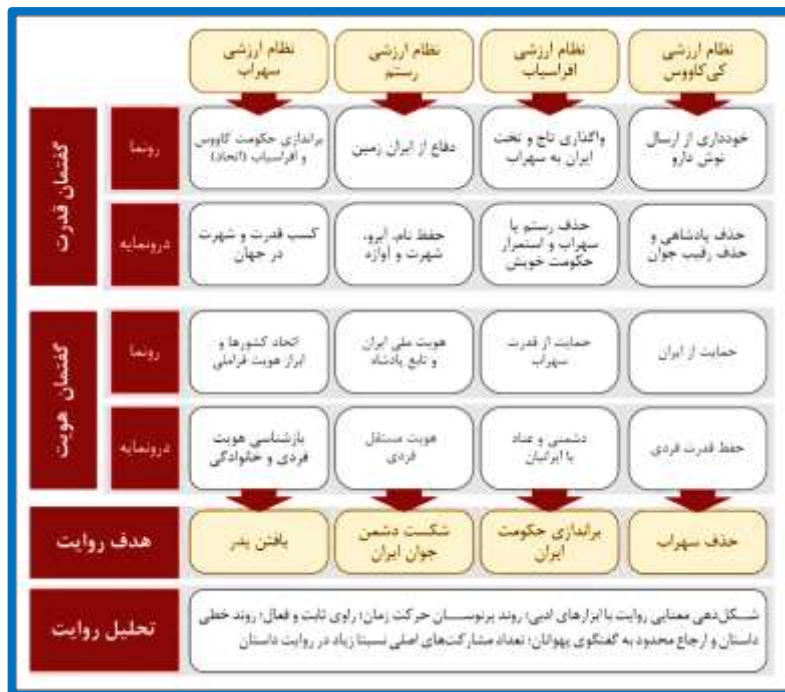 نظام ارزشی
کی‌کاووس
نظام ارزشی
افراسیاب
نظام ارزشی
رستم
نظام ارزشی
سهراب
گفتمان قدرت
رونما
خودداری از ارسال
نوش دارو
واگذاری تاج و تخت
ایران به سهراب
دفاع از ایران زمین
براندازی حکومت کاووس
و افراسیاب (اتحاد)
درونمایه
حذف پادشاهی و
حذف رقیب جوان
حذف رستم یا
سهراب و استمرار
حکومت خویش
حفظ نام، آبرو،
شهرت و آوازه
کسب قدرت و شهرت
در جهان
گفتمان هویت
رونما
حمایت از ایران
حمایت از قدرت
سهراب
هویت ملی ایران
و تابع پادشاه
اتحاد کشورها و
ابراز هویت فراملی
درونمایه
حفظ قدرت فردی
دشمنی و عناد
با ایرانیان
هویت مستقل
فردی
بازشناسی هویت
فردی و خانوادگی
هدف روایت
حذف سهراب
براندازی حکومت
ایران
شکست دشمن
جوان ایران
یافتن پدر
تحلیل روایت
شکل‌دهی معنایی روایت با ابزارهای ادبی؛ روند پرنوسان حرکت زمان؛ راوی ثابت و فعال؛ روند خطی
داستان و ارجاع محدود به گفتگوی پهوانان؛ تعداد مشارکت‌های اصلی نسبتا زیاد در روایت داستان